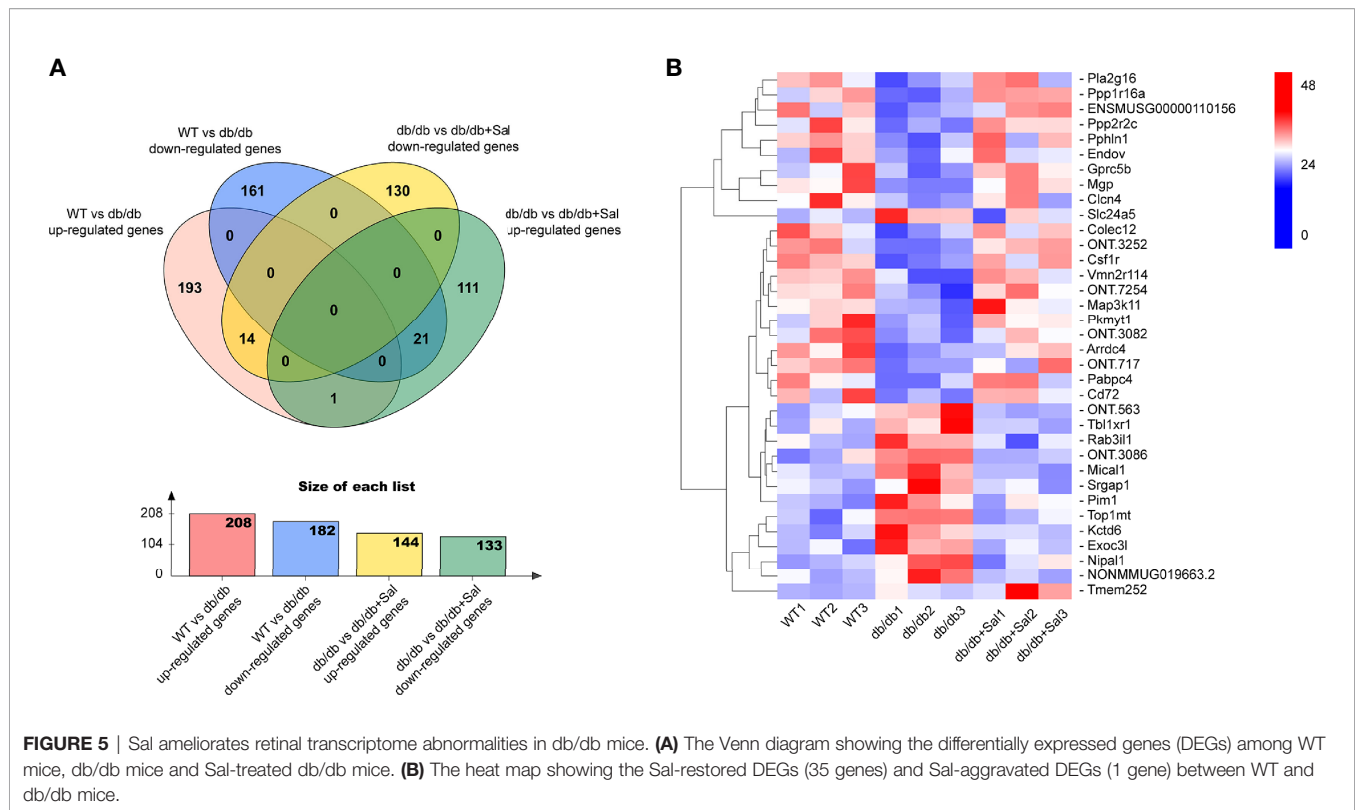 A
WT vs db/db
down-regulated genes
db/db vs db/db+Sal
down-regulated genes
WT vs db/db
up-regulated genes
db/db vs db/db+Sal
up-regulated genes
161
130
0
0
0
193
0
0
111
0
14
21
0
0
1
Size of each list
208
104
0
208
182
144
133
WT vs db/db
up-regulated genes
WT vs db/db
down-regulated genes
db/db vs db/db+Sal
up-regulated genes
db/db vs db/db+Sal
down-regulated genes
B
- Pla2g16
- Ppp1r16a
- ENSMUSG00000110156
- Ppp2r2c
- Pphln1
- Endov
- Gprc5b
- Mgp
- Clcn4
- Slc24a5
- Colec12
- ONT.3252
- Csf1r
- Vmn2r114
- ONT.7254
- Map3k11
- Pkmyt1
- ONT.3082
- Arrdc4
- ONT.717
- Pabpc4
- Cd72
- ONT.563
- Tbl1xr1
- Rab3il1
- ONT.3086
- Mical1
- Srgap1
- Pim1
- Top1mt
- Kctd6
- Exoc3l
- Nipal1
- NONMMUG019663.2
- Tmem252
WT1
WT2
WT3
db/db1
db/db2
db/db3
db/db+Sal1
db/db+Sal2
db/db+Sal3
48
24
0
FIGURE 5 | Sal ameliorates retinal transcriptome abnormalities in db/db mice. (A) The Venn diagram showing the differentially expressed genes (DEGs) among WT
mice, db/db mice and Sal-treated db/db mice. (B) The heat map showing the Sal-restored DEGs (35 genes) and Sal-aggravated DEGs (1 gene) between WT and
db/db mice.